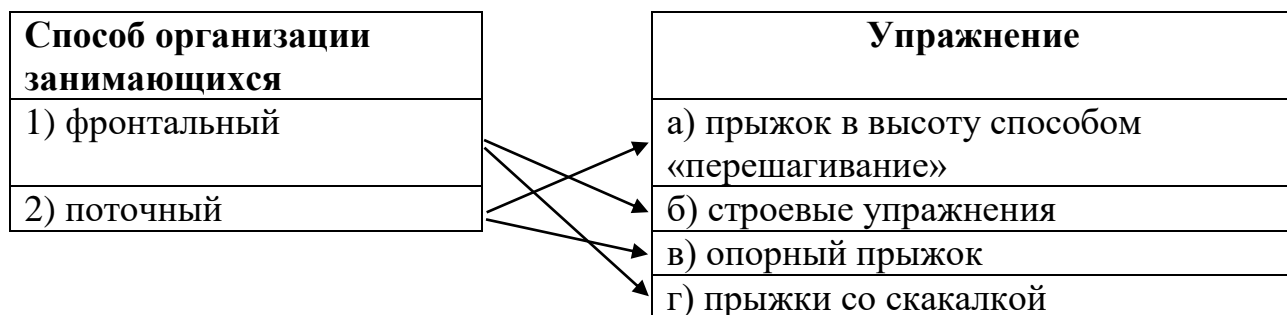 Способ организации
занимающихся
Упражнение
1) фронтальный
а) прыжок в высоту способом
«перешагивание»
2) поточный
б) строевые упражнения
в) опорный прыжок
г) прыжки со скакалкой